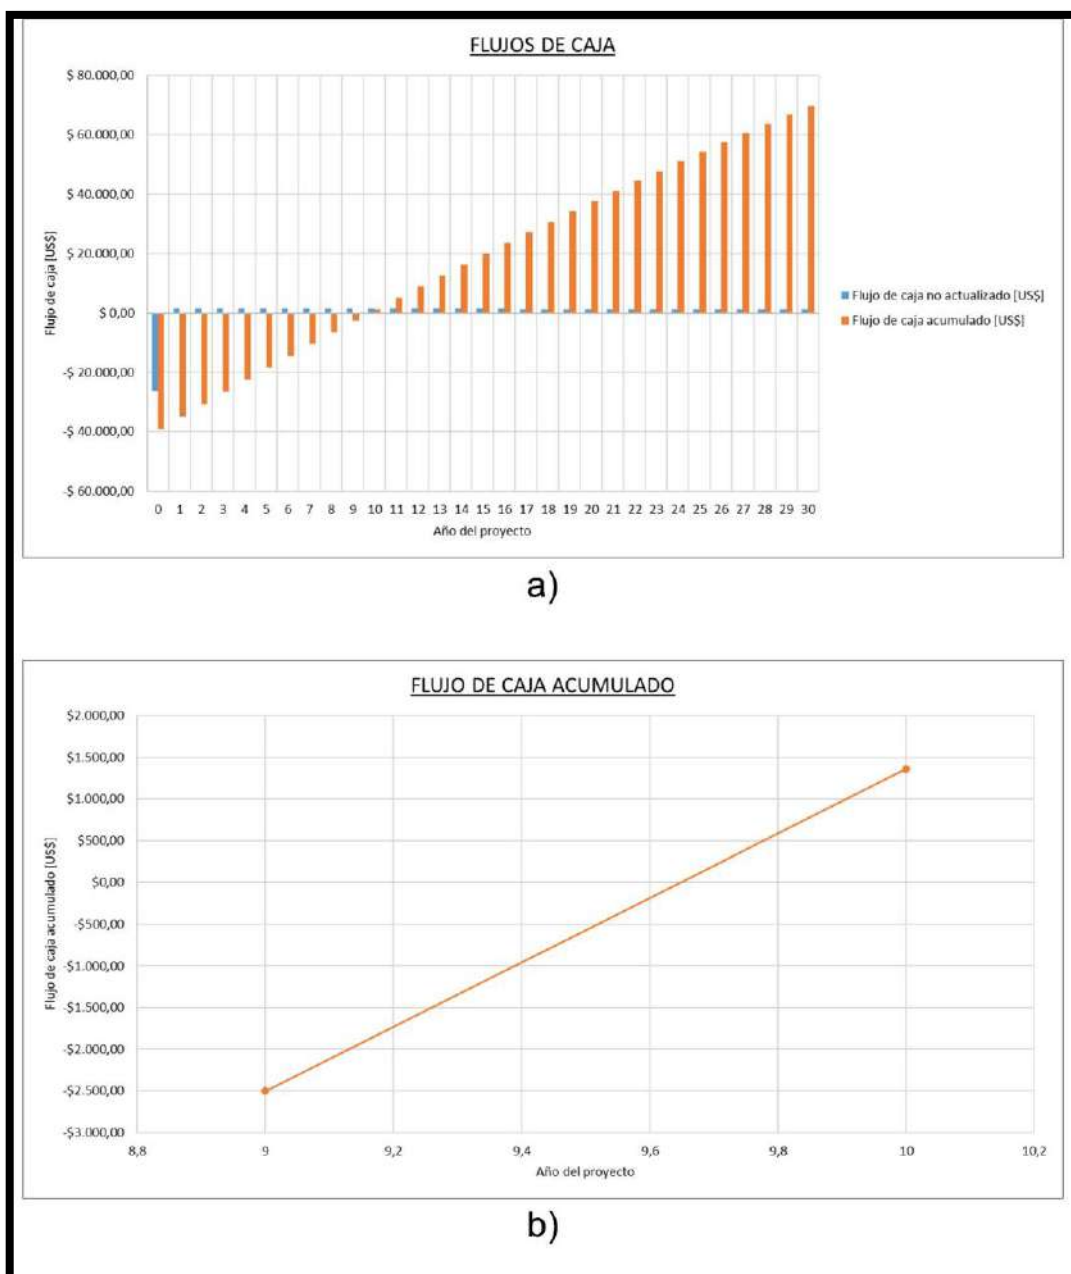 FLUJOS DE CAJA
$ 80.000,00
$ 60.000,00
$ 40.000,00
$ 20.000,00
$ 0,00
-$ 20.000,00
-$ 40.000,00
-$ 60.000,00
Flujo de caja [US$]
0 1 2 3 4 5 6 7 8 9 10 11 12 13 14 15 16 17 18 19 20 21 22 23 24 25 26 27 28 29 30
Año del proyecto
Flujo de caja no actualizado [US$]
Flujo de caja acumulado [US$]
a)
FLUJO DE CAJA ACUMULADO
$2.000,00
$1.500,00
$1.000,00
$500,00
$0,00
-$500,00
-$1.000,00
-$1.500,00
-$2.000,00
-$2.500,00
-$3.000,00
Flujo de caja acumulado [US$]
8,8 9 9,2 9,4 9,6 9,8 10 10,2
Año del proyecto
b)